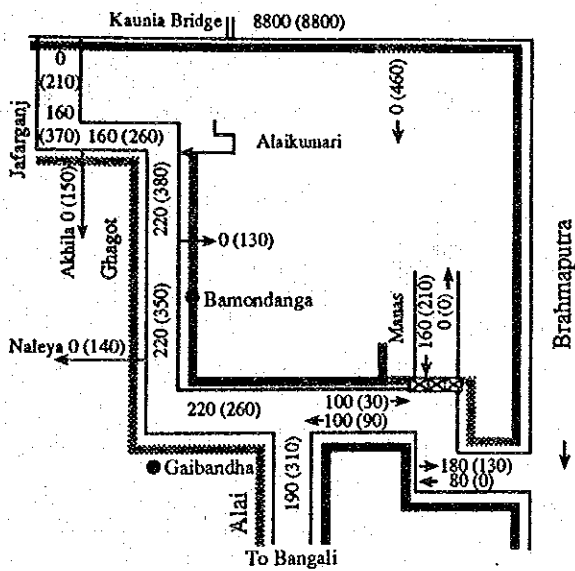 Kaunia Bridge
8800 (8800)
0
(210)
160
(370)
160 (260)
Jafarganj
Alaikumari
0 (460)
Akhila 0 (150)
Ghagot
220 (380)
0 (130)
Bamondanga
220 (350)
Naleya 0 (140)
Manas
160 (210)
0 (0)
Brahmaputra
220 (260)
100 (30)
100 (90)
Gaibandha
Alai
190 (310)
180 (130)
80 (0)
To Bangali